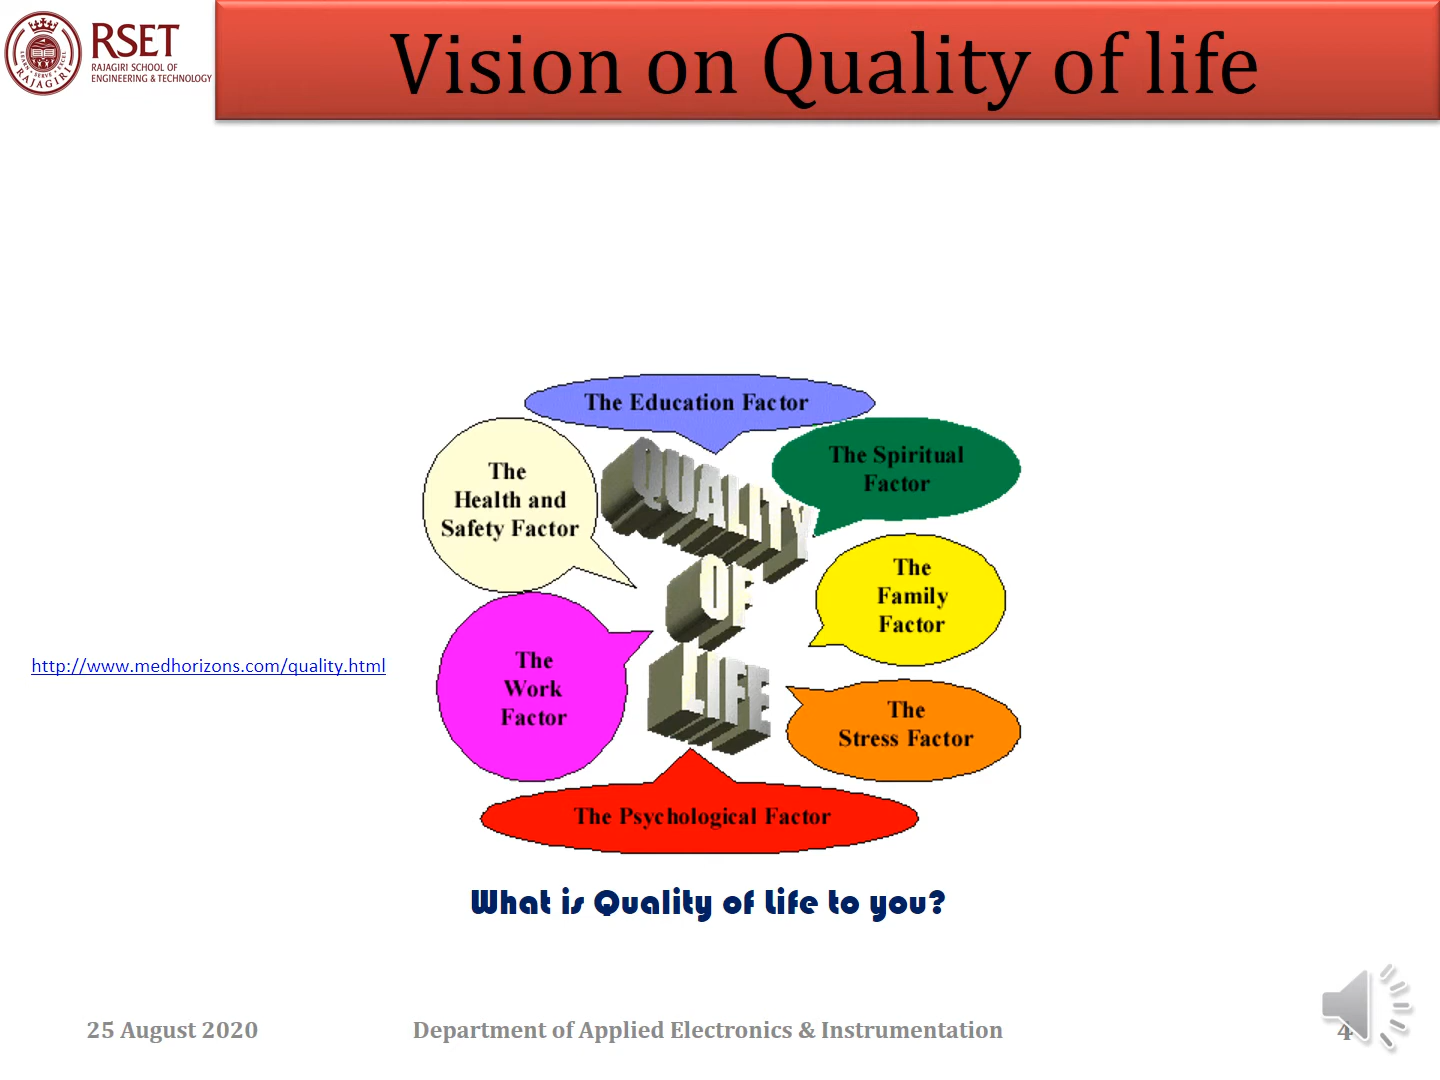 RSET
RAJAGIRI SCHOOL OF
ENGINEERING & TECHNOLOGY
Vision on Quality of life
The Education Factor
The Spiritual
Factor
The
Health and
Safety Factor
QUALITY
OF
LIFE
The
Family
Factor
http://www.medhorizons.com/quality.html
The
Work
Factor
The
Stress Factor
The Psychological Factor
What is Quality of Life to you?
25 August 2020
Department of Applied Electronics & Instrumentation
4